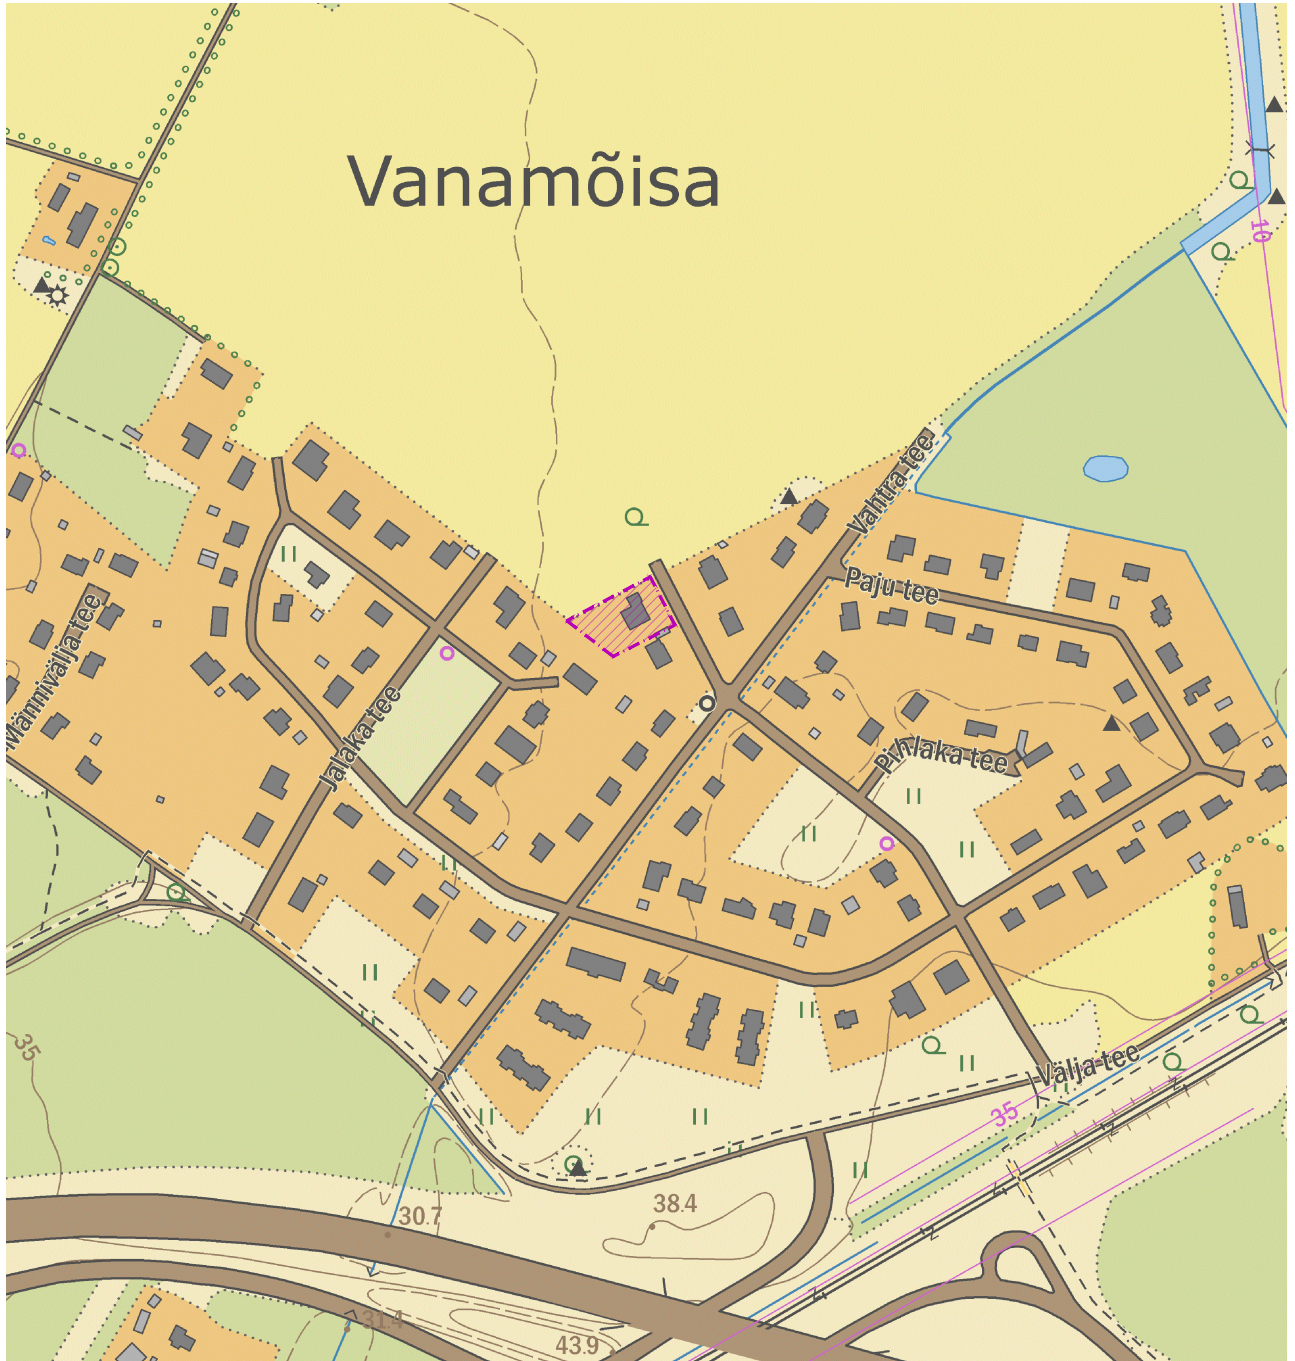 Vanamõisa
10
Vahtra tee
Paju tee
Männivälja tee
Jalaka tee
Pihlaka tee
35
Välja tee
35
38.4
30.7
31.4
43.9